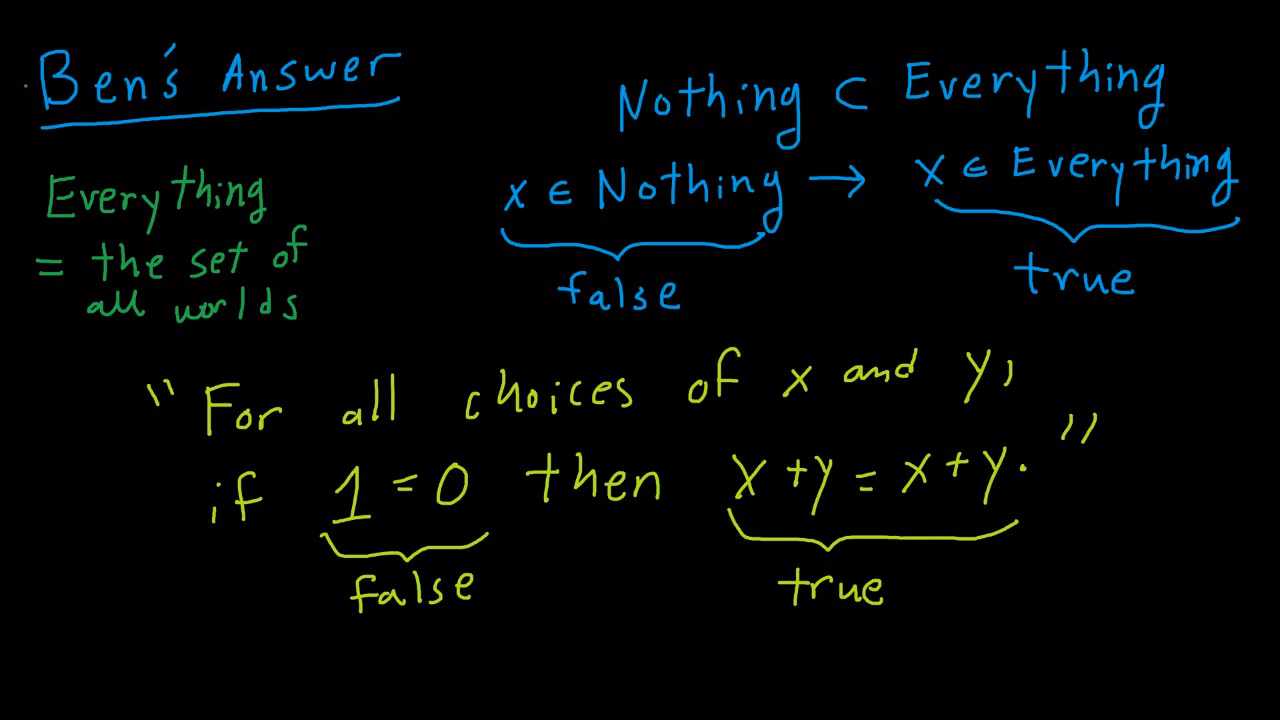 Ben's Answer
Nothing ⊂ Everything
x ∈ Nothing → x ∈ Everything
false
true
Everything
= the set of
all worlds
"For all choices of x and y,
if 1 = 0 then x + y = x + y."
false
true